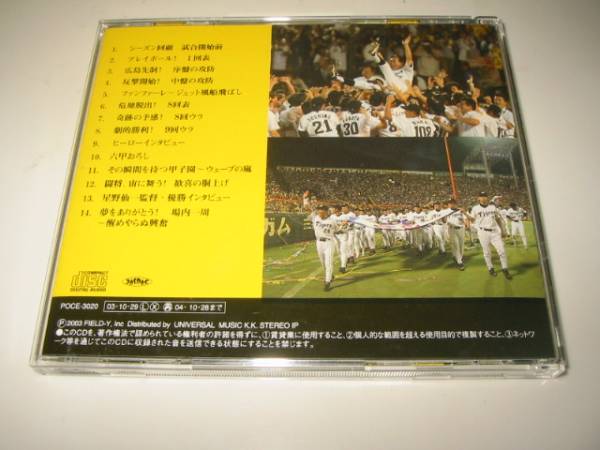 1. シーズン回顧 試合開始前
2. プレイボール! 1回表
3. 広島先制! 序盤の攻防
4. 反撃開始! 中盤の攻防
5. ファンファーレ~ジェット風船飛ばし
6. 危機脱出! 8回表
7. 奇跡の予感! 8回ウラ
8. 劇的勝利! 9回ウラ
9. ヒーローインタビュー
10. 六甲おろし
11. その瞬間を待つ甲子園~ウェーブの嵐
12. 闘将、宙に舞う! 歓喜の胴上げ
13. 星野仙一監督・優勝インタビュー
14. 夢をありがとう! 場内一周
~醒めやらぬ興奮
21 30 108
ガム
Tigers
COMPACT
disc
DIGITAL AUDIO
POCE-3020 03・10・29 L X 再 04・10・28まで
Ⓟ2003 FIELD-Y, Inc Distributed by UNIVERSAL MUSIC K.K. STEREO IP
●このCDを、著作権法で認められている権利者の許諾を得ずに、①賃貸業に使用すること、②個人的な範囲を超える使用目的で複製すること、③ネットワ
ーク等を通じてこのCDに収録された音を送信できる状態にすることを禁じます。